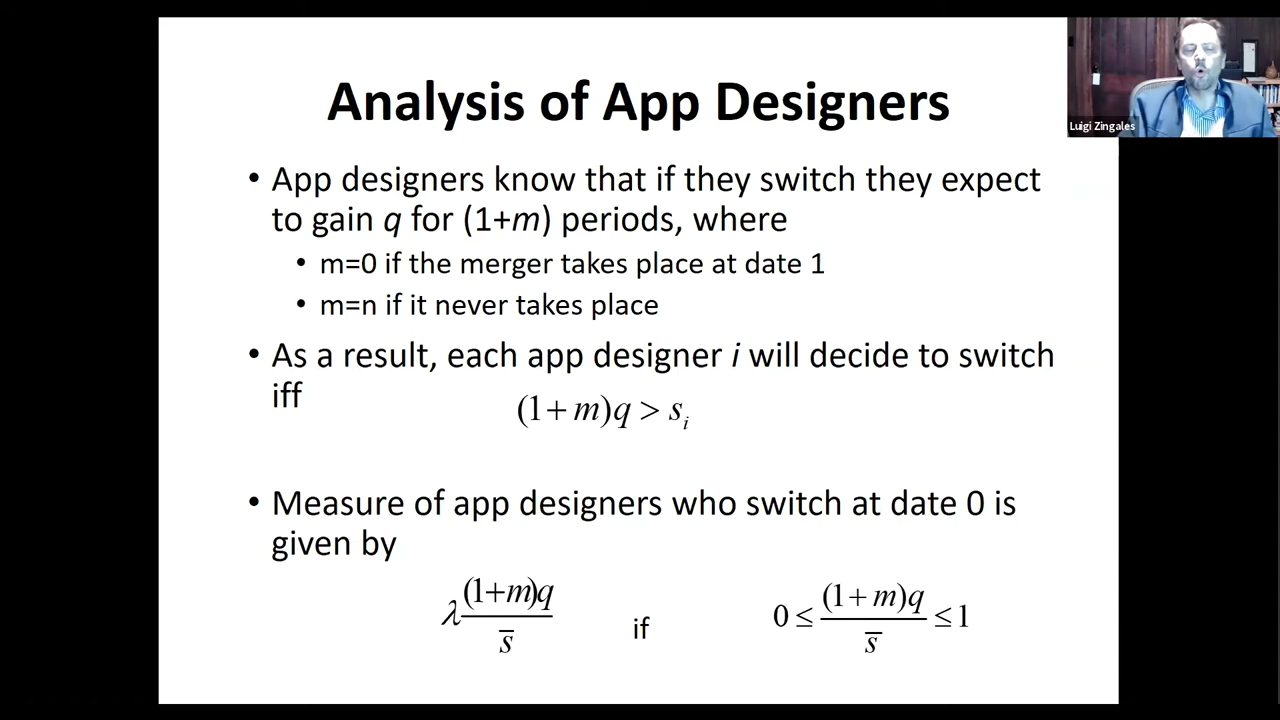 Analysis of App Designers
Luigi Zingales
• App designers know that if they switch they expect
to gain q for (1+m) periods, where
• m=0 if the merger takes place at date 1
• m=n if it never takes place
• As a result, each app designer i will decide to switch
iff
(1+m)q > s_i
• Measure of app designers who switch at date 0 is
given by
λ (1+m)q / s̅ if 0 ≤ (1+m)q / s̅ ≤ 1